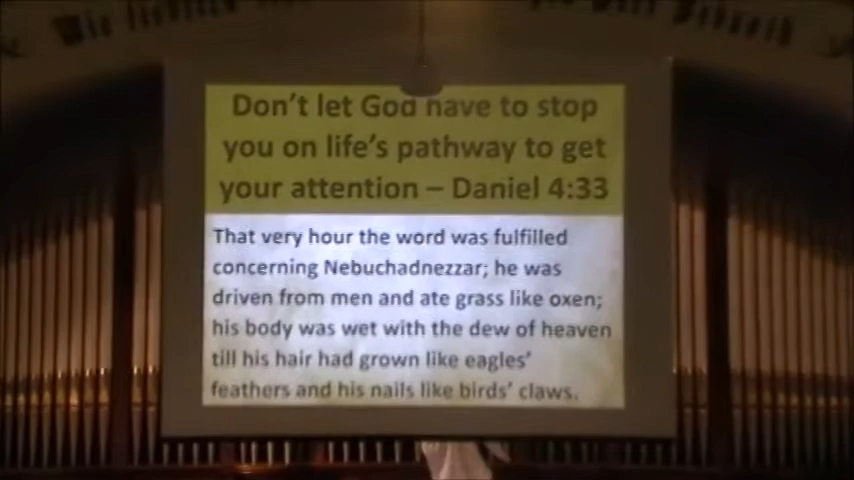 Wie lieblich
Don't let God have to stop
you on life's pathway to get
your attention – Daniel 4:33
That very hour the word was fulfilled
concerning Nebuchadnezzar; he was
driven from men and ate grass like oxen;
his body was wet with the dew of heaven
till his hair had grown like eagles'
feathers and his nails like birds' claws.